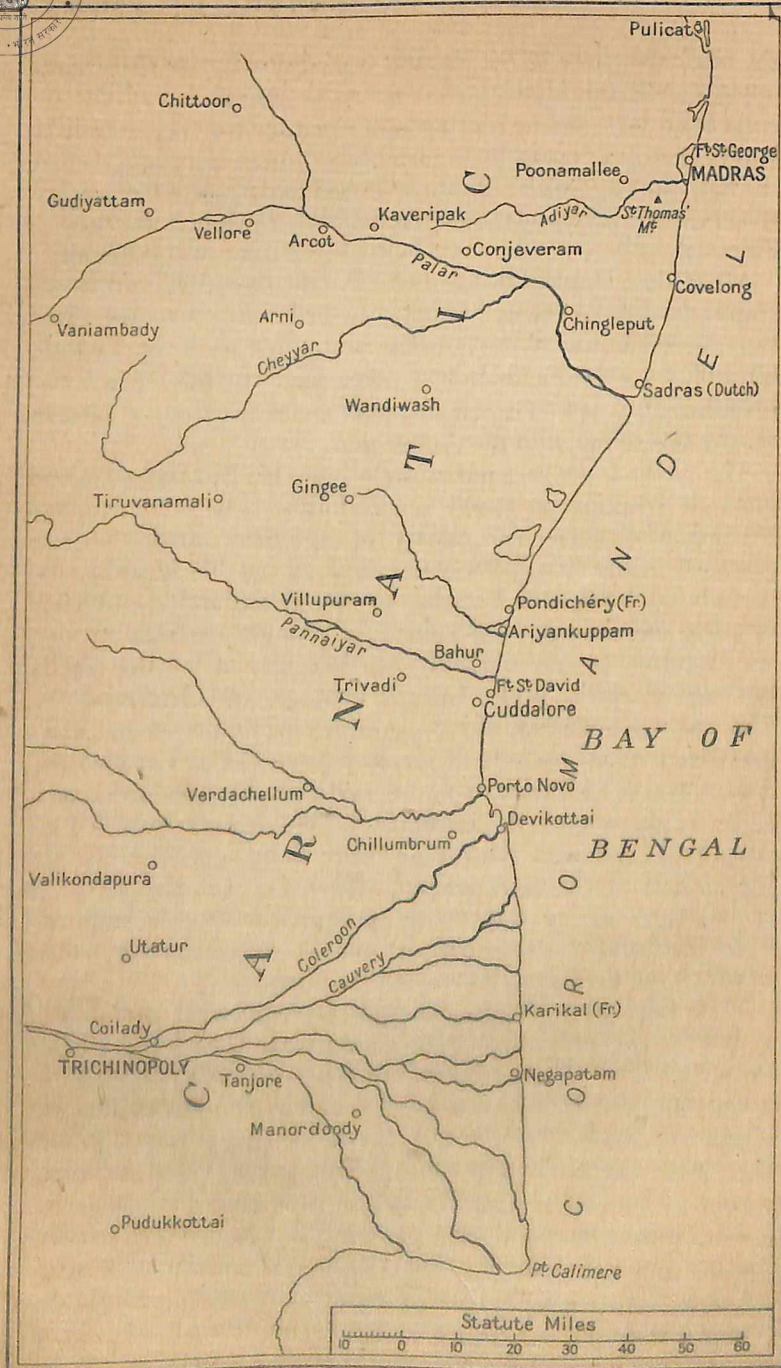 भारत सरकार
Pulicat
Chittoor
Ft St George
MADRAS
Poonamallee
St Thomas'
Mt
Adiyar
Gudiyattam
Vellore
Arcot
Kaveripak
Conjeveram
Palar
Covelong
Vaniambady
Arni
Cheyyar
Chingleput
Wandiwash
Sadras (Dutch)
Tiruvanamali
Gingee
Villupuram
Pannaiyar
Pondichéry (Fr)
Ariyankuppam
Bahur
Trivadi
Ft St David
Cuddalore
BAY OF
BENGAL
Verdachellum
Porto Novo
Devikottai
Chillumbrum
Valikondapura
Utatur
Coleroon
Cauvery
Coilady
TRICHINOPOLY
Tanjore
Karikal (Fr)
Negapatam
Manordoody
Pudukkottai
Pt Calimere
CARNATIC
COROMANDEL
Statute Miles
10 0 10 20 30 40 50 60